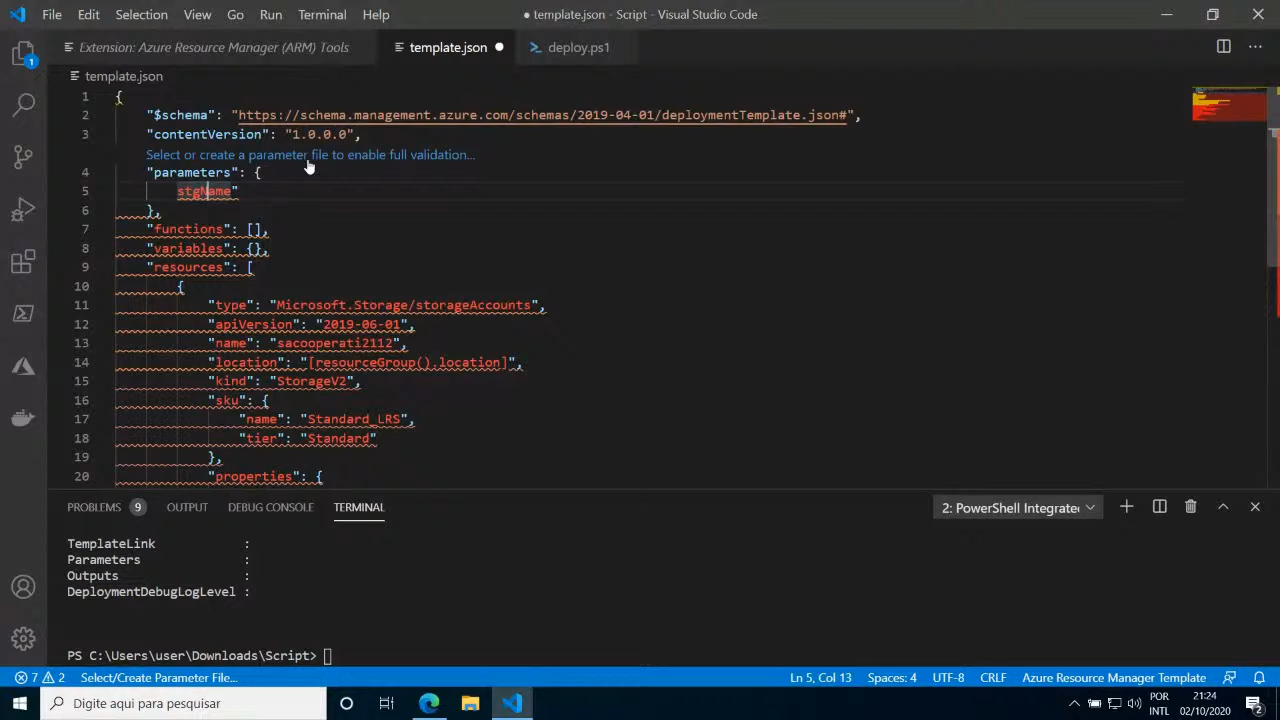 File Edit Selection View Go Run Terminal Help ● template.json - Script - Visual Studio Code
Extension: Azure Resource Manager (ARM) Tools template.json deploy.ps1
template.json
1 {
2 "$schema": "https://schema.management.azure.com/schemas/2019-04-01/deploymentTemplate.json#",
3 "contentVersion": "1.0.0.0",
Select or create a parameter file to enable full validation...
4 "parameters": {
5 stgName"
6 },
7 "functions": [],
8 "variables": {},
9 "resources": [
10 {
11 "type": "Microsoft.Storage/storageAccounts",
12 "apiVersion": "2019-06-01",
13 "name": "sacooperati2112",
14 "location": "[resourceGroup().location]",
15 "kind": "StorageV2",
16 "sku": {
17 "name": "Standard_LRS",
18 "tier": "Standard"
19 },
20 "properties": {
PROBLEMS 9 OUTPUT DEBUG CONSOLE TERMINAL 2: PowerShell Integrate
TemplateLink :
Parameters :
Outputs :
DeploymentDebugLogLevel :
PS C:\Users\user\Downloads\Script>
7 2 Select/Create Parameter File... Ln 5, Col 13 Spaces: 4 UTF-8 CRLF Azure Resource Manager Template
Digite aqui para pesquisar
POR 21:24
INTL 02/10/2020 2
1